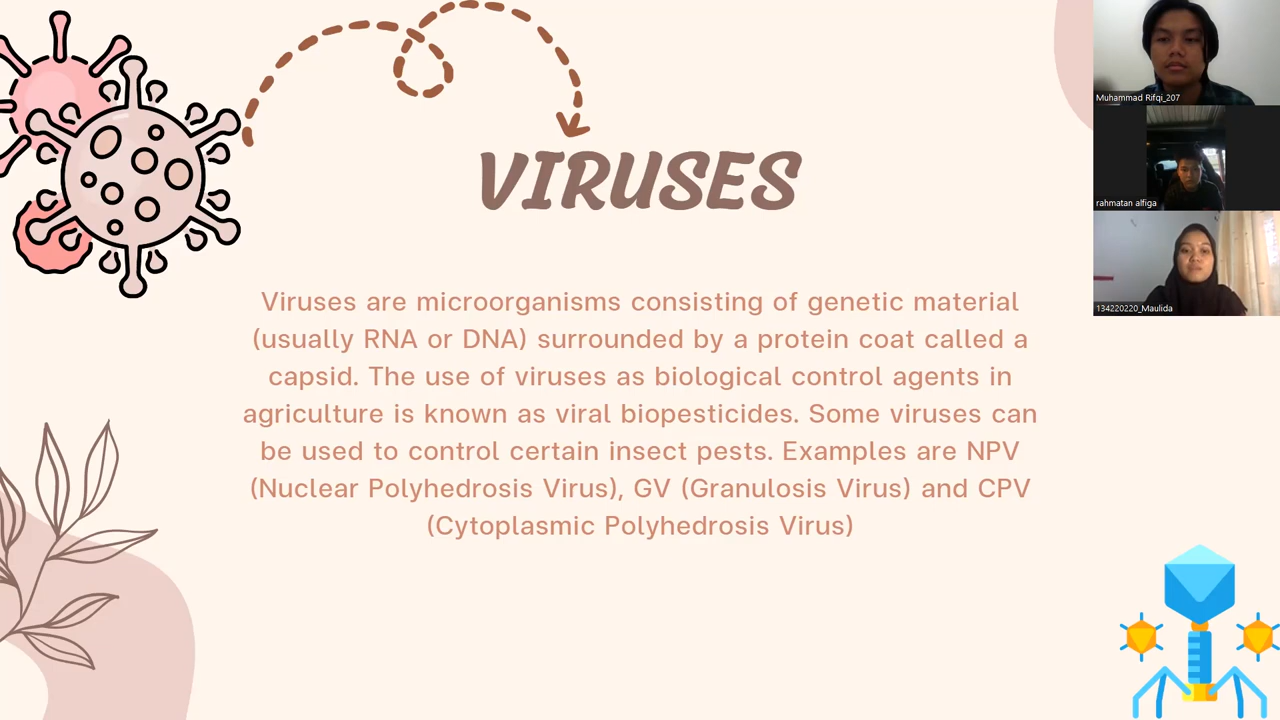 VIRUSES
Viruses are microorganisms consisting of genetic material
(usually RNA or DNA) surrounded by a protein coat called a
capsid. The use of viruses as biological control agents in
agriculture is known as viral biopesticides. Some viruses can
be used to control certain insect pests. Examples are NPV
(Nuclear Polyhedrosis Virus), GV (Granulosis Virus) and CPV
(Cytoplasmic Polyhedrosis Virus)
Muhammad Rifqi_207
rahmatan alfiga
134220220_Maulida